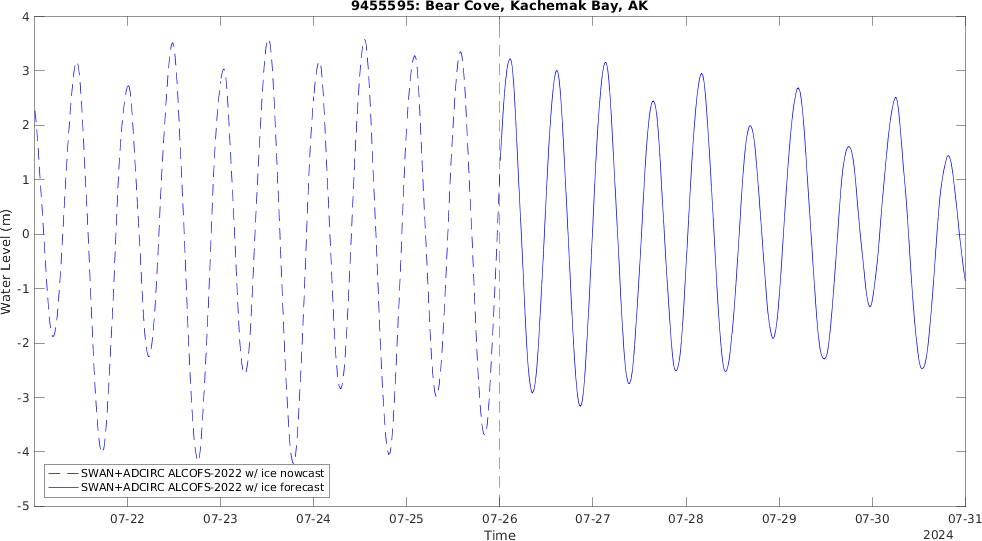 9455595: Bear Cove, Kachemak Bay, AK
4
3
2
1
0
-1
-2
-3
-4
-5
Water Level (m)
SWAN+ADCIRC ALCOFS-2022 w/ ice nowcast
SWAN+ADCIRC ALCOFS-2022 w/ ice forecast
07-22 07-23 07-24 07-25 07-26 07-27 07-28 07-29 07-30 07-31
Time
2024